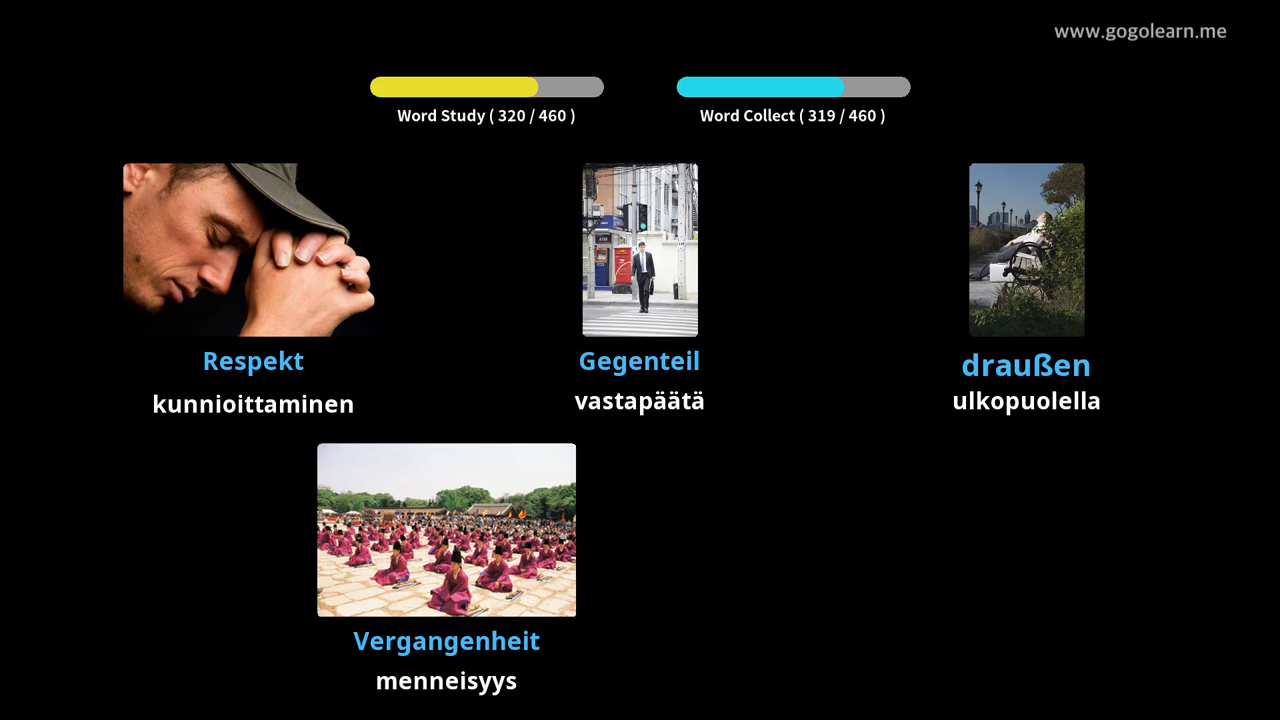 www.gogolearn.me
Word Study ( 320 / 460 )
Word Collect ( 319 / 460 )
Respekt
Gegenteil
draußen
kunnioittaminen
vastapäätä
ulkopuolella
Vergangenheit
menneisyys